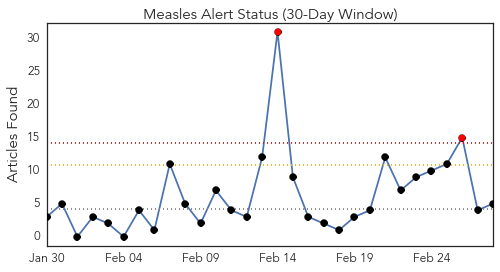 Measles Alert Status (30-Day Window)
Articles Found
30
25
20
15
10
5
0
Jan 30 Feb 04 Feb 09 Feb 14 Feb 19 Feb 24